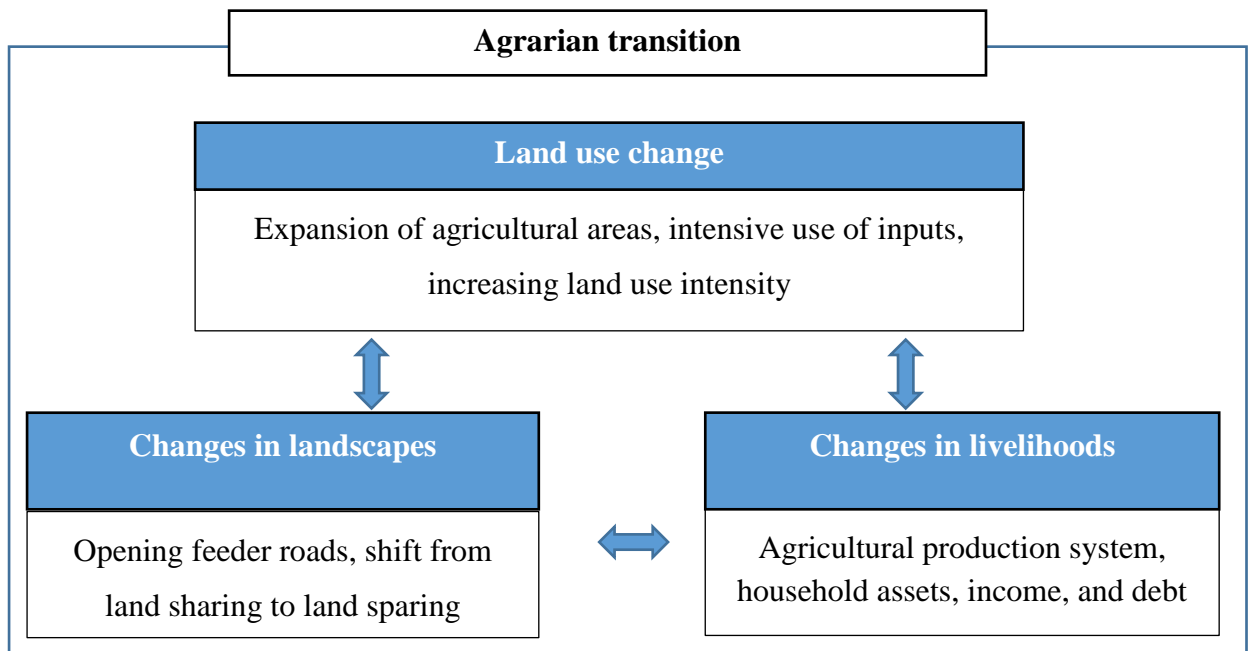 Agrarian transition
Land use change
Expansion of agricultural areas, intensive use of inputs,
increasing land use intensity
Changes in landscapes
Opening feeder roads, shift from
land sharing to land sparing
Changes in livelihoods
Agricultural production system,
household assets, income, and debt